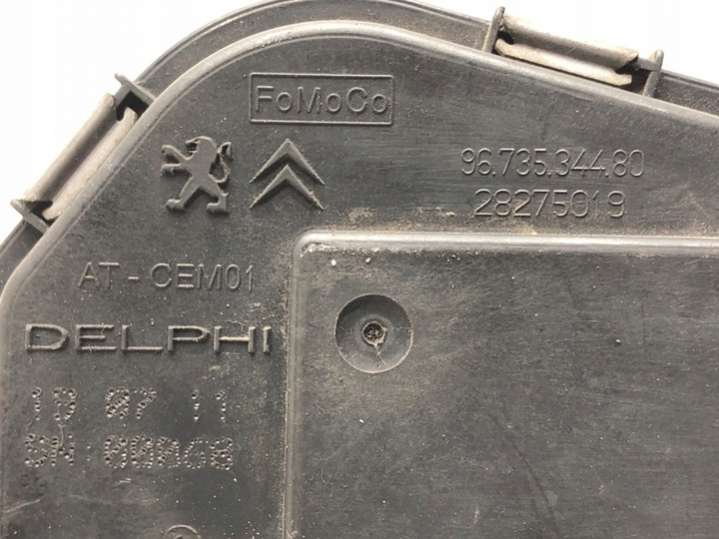 FoMoCo
96.735.344.80
28275019
AT-CEM01
DELPHI